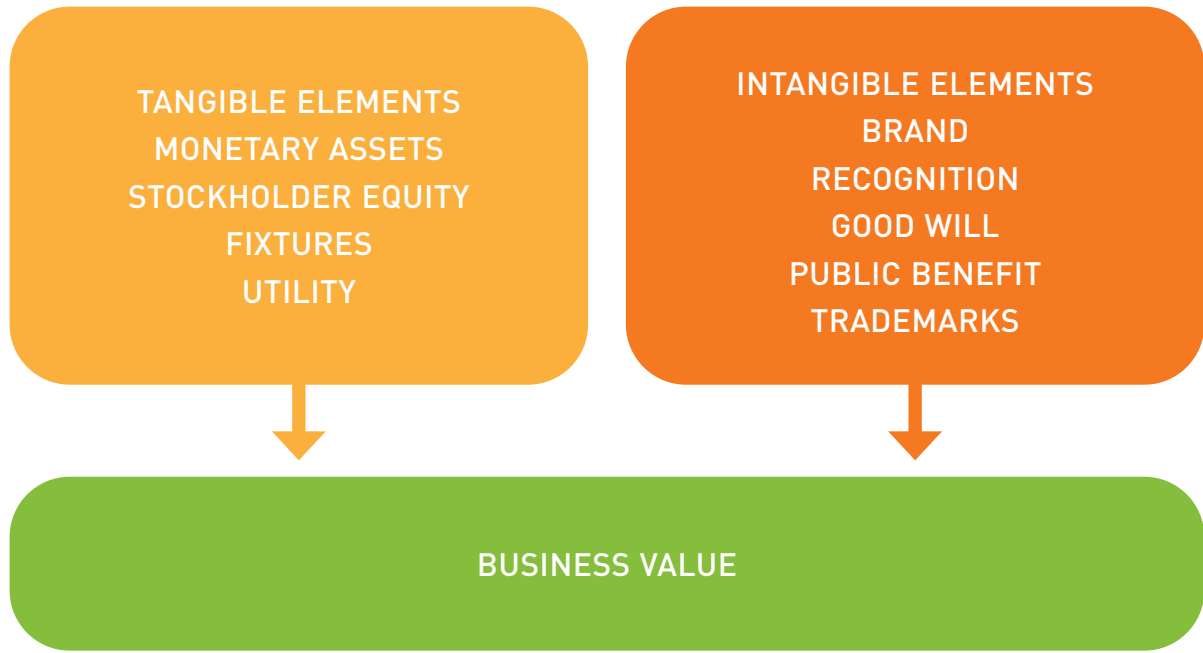 TANGIBLE ELEMENTS
MONETARY ASSETS
STOCKHOLDER EQUITY
FIXTURES
UTILITY
INTANGIBLE ELEMENTS
BRAND
RECOGNITION
GOOD WILL
PUBLIC BENEFIT
TRADEMARKS
BUSINESS VALUE